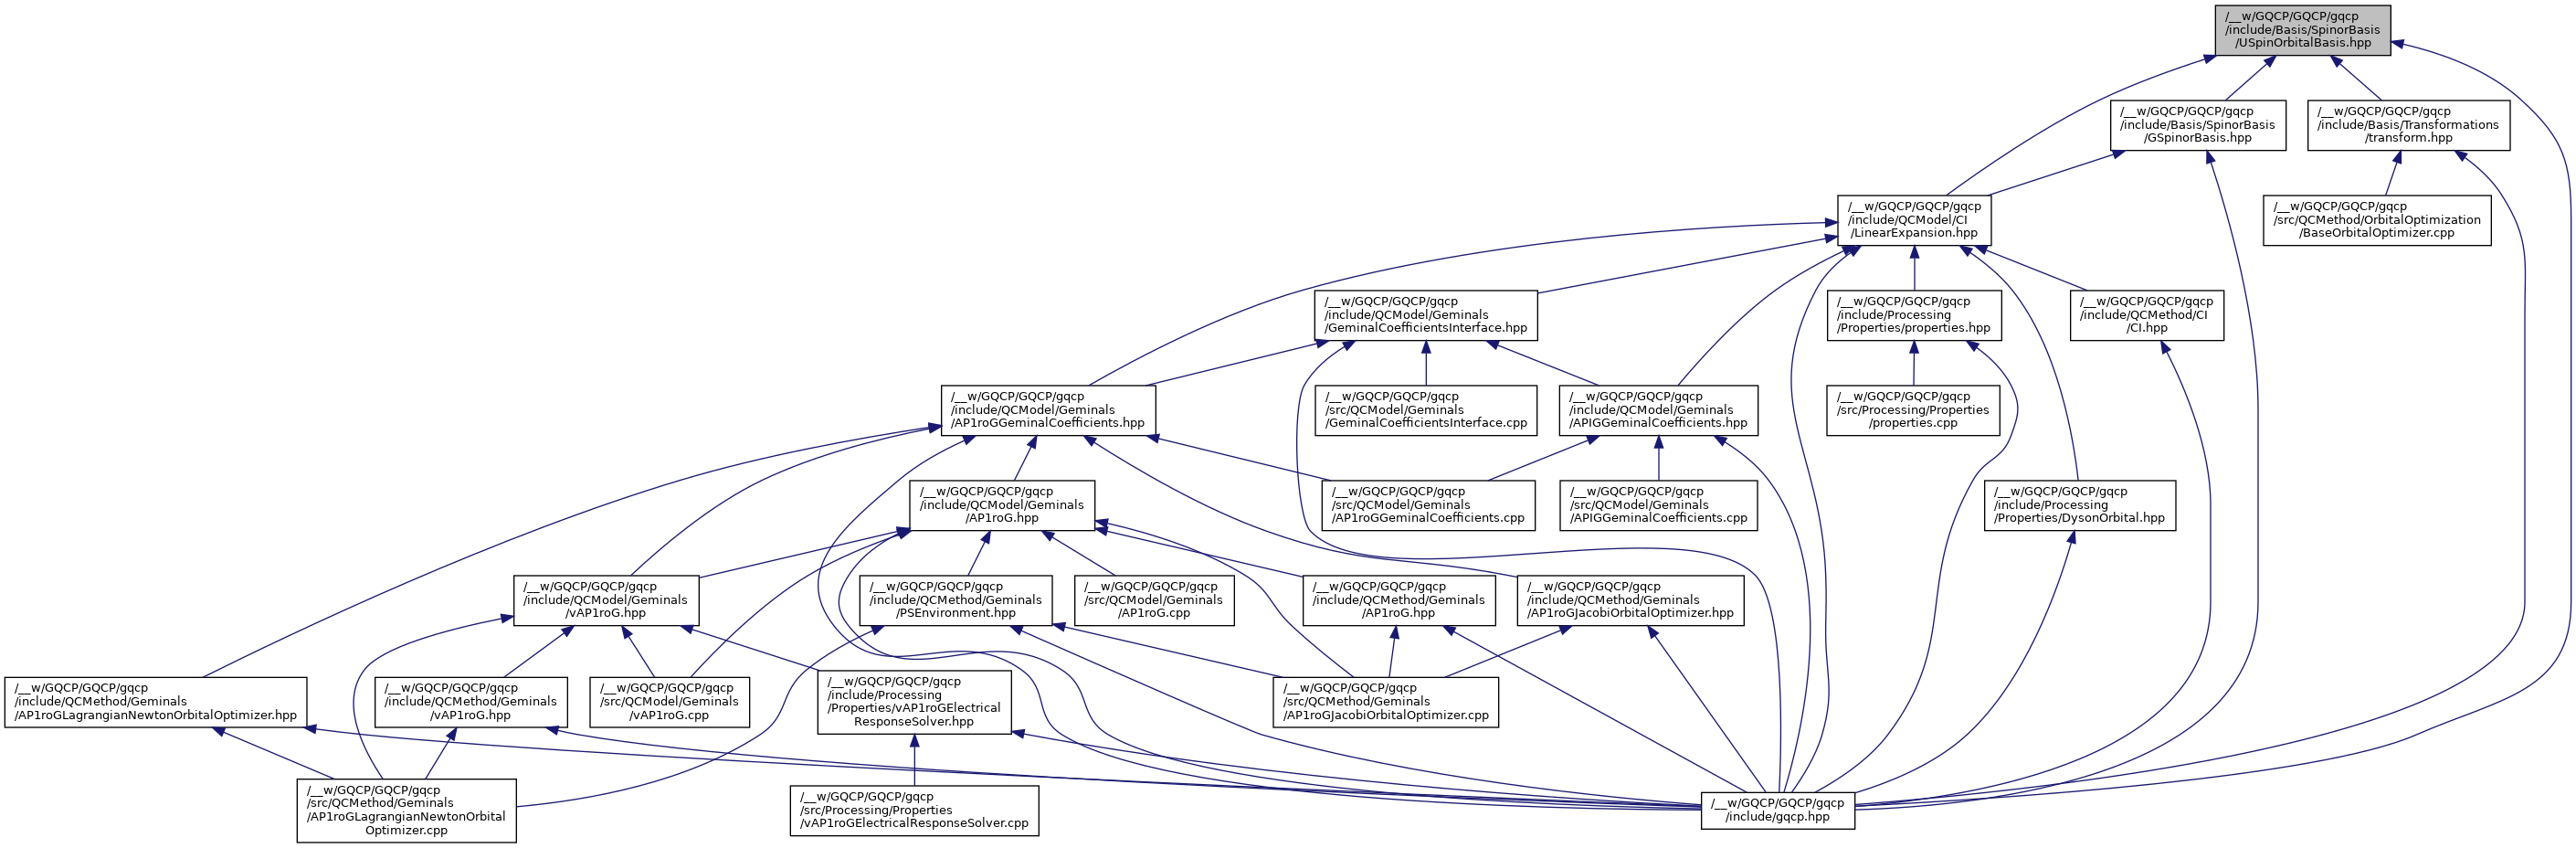 /__w/GQCP/GQCP/gqcp
/include/Basis/SpinorBasis
/USpinOrbitalBasis.hpp
/__w/GQCP/GQCP/gqcp
/include/Basis/SpinorBasis
/GSpinorBasis.hpp
/__w/GQCP/GQCP/gqcp
/include/Basis/Transformations
/transform.hpp
/__w/GQCP/GQCP/gqcp
/include/QCModel/CI
/LinearExpansion.hpp
/__w/GQCP/GQCP/gqcp
/src/QCMethod/OrbitalOptimization
/BaseOrbitalOptimizer.cpp
/__w/GQCP/GQCP/gqcp
/include/QCModel/Geminals
/GeminalCoefficientsInterface.hpp
/__w/GQCP/GQCP/gqcp
/include/Processing
/Properties/properties.hpp
/__w/GQCP/GQCP/gqcp
/include/QCMethod/CI
/CI.hpp
/__w/GQCP/GQCP/gqcp
/include/QCModel/Geminals
/AP1roGGeminalCoefficients.hpp
/__w/GQCP/GQCP/gqcp
/src/QCModel/Geminals
/GeminalCoefficientsInterface.cpp
/__w/GQCP/GQCP/gqcp
/include/QCModel/Geminals
/APIGGeminalCoefficients.hpp
/__w/GQCP/GQCP/gqcp
/src/Processing/Properties
/properties.cpp
/__w/GQCP/GQCP/gqcp
/include/QCModel/Geminals
/AP1roG.hpp
/__w/GQCP/GQCP/gqcp
/src/QCModel/Geminals
/AP1roGGeminalCoefficients.cpp
/__w/GQCP/GQCP/gqcp
/src/QCModel/Geminals
/APIGGeminalCoefficients.cpp
/__w/GQCP/GQCP/gqcp
/include/Processing
/Properties/DysonOrbital.hpp
/__w/GQCP/GQCP/gqcp
/include/QCModel/Geminals
/vAP1roG.hpp
/__w/GQCP/GQCP/gqcp
/include/QCMethod/Geminals
/PSEnvironment.hpp
/__w/GQCP/GQCP/gqcp
/src/QCModel/Geminals
/AP1roG.cpp
/__w/GQCP/GQCP/gqcp
/include/QCMethod/Geminals
/AP1roG.hpp
/__w/GQCP/GQCP/gqcp
/include/QCMethod/Geminals
/AP1roGJacobiOrbitalOptimizer.hpp
/__w/GQCP/GQCP/gqcp
/include/QCMethod/Geminals
/AP1roGLagrangianNewtonOrbitalOptimizer.hpp
/__w/GQCP/GQCP/gqcp
/include/QCMethod/Geminals
/vAP1roG.hpp
/__w/GQCP/GQCP/gqcp
/src/QCModel/Geminals
/vAP1roG.cpp
/__w/GQCP/GQCP/gqcp
/include/Processing
/Properties/vAP1roGElectrical
ResponseSolver.hpp
/__w/GQCP/GQCP/gqcp
/src/QCMethod/Geminals
/AP1roGJacobiOrbitalOptimizer.cpp
/__w/GQCP/GQCP/gqcp
/src/QCMethod/Geminals
/AP1roGLagrangianNewtonOrbital
Optimizer.cpp
/__w/GQCP/GQCP/gqcp
/src/Processing/Properties
/vAP1roGElectricalResponseSolver.cpp
/__w/GQCP/GQCP/gqcp
/include/gqcp.hpp